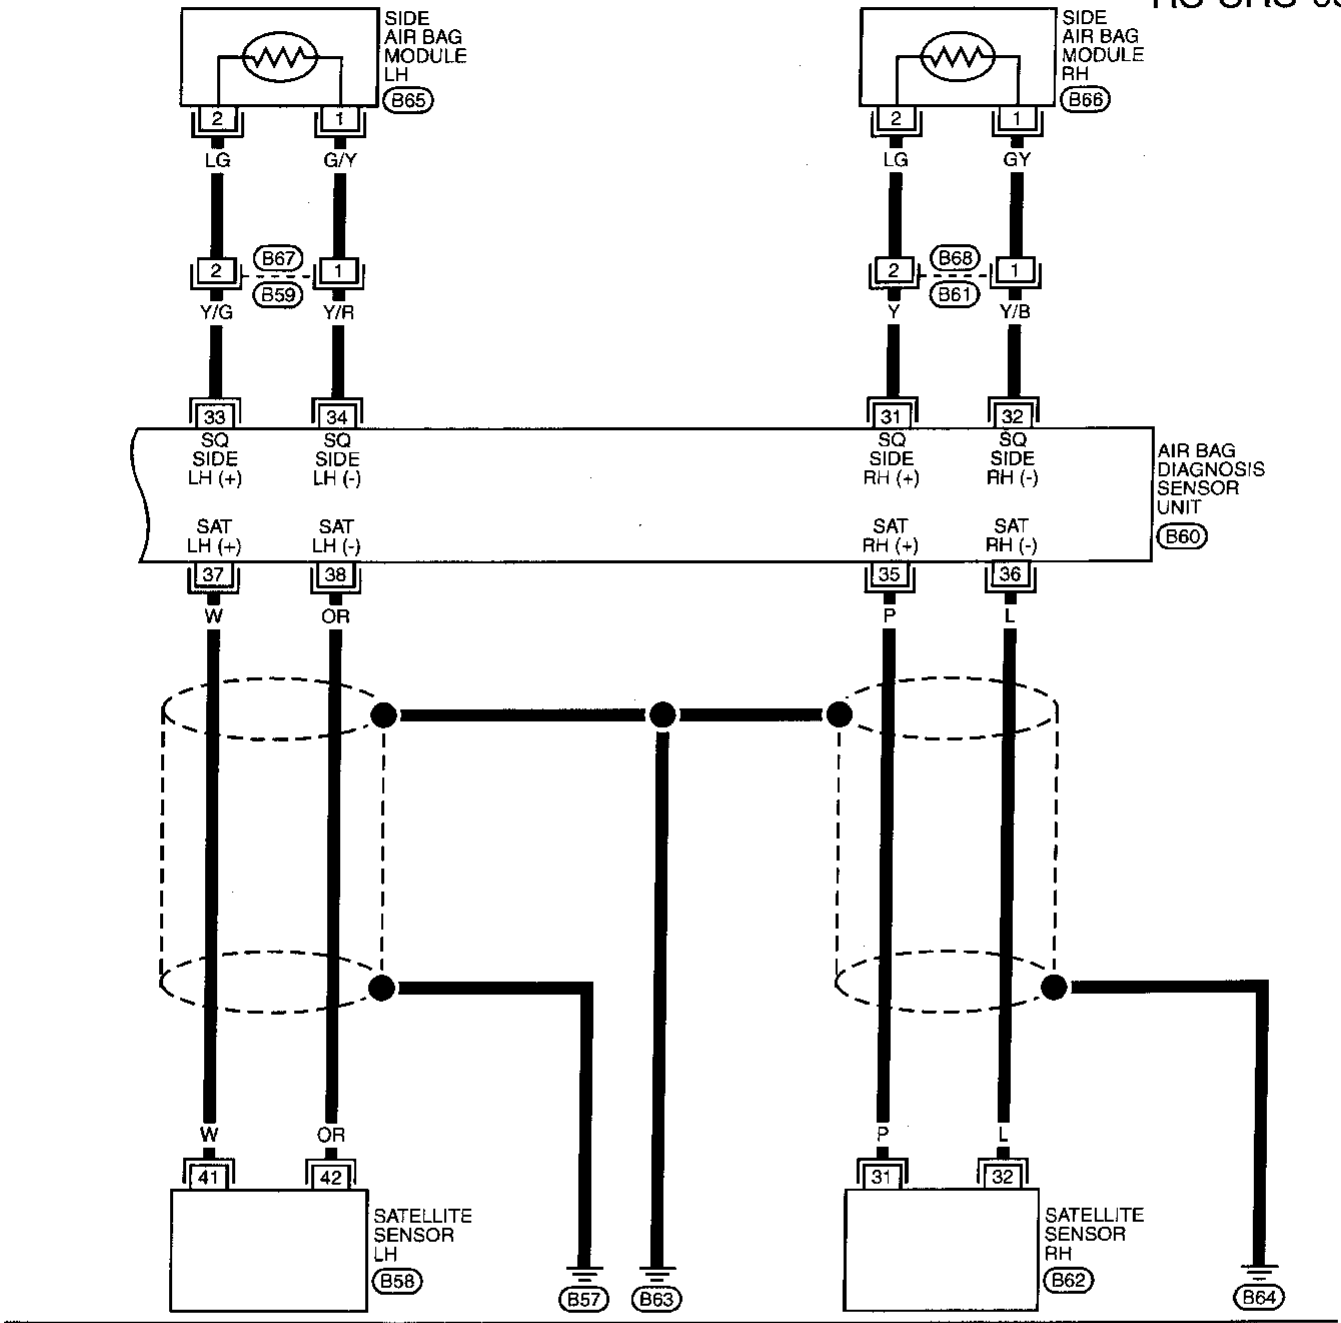 SIDE
AIR BAG
MODULE
LH
B65
SIDE
AIR BAG
MODULE
RH
B66
2 1 2 1
LG G/Y LG GY
B67 B68
2 1 2 1
B59 B61
Y/G Y/R Y Y/B
33 34 31 32
SQ SQ SQ SQ
SIDE SIDE SIDE SIDE
LH (+) LH (-) RH (+) RH (-)
AIR BAG
DIAGNOSIS
SENSOR
UNIT
B60
SAT SAT SAT SAT
LH (+) LH (-) RH (+) RH (-)
37 38 35 36
W OR P L
W OR P L
41 42 31 32
SATELLITE
SENSOR
LH
B58
B57 B63
SATELLITE
SENSOR
RH
B62
B64